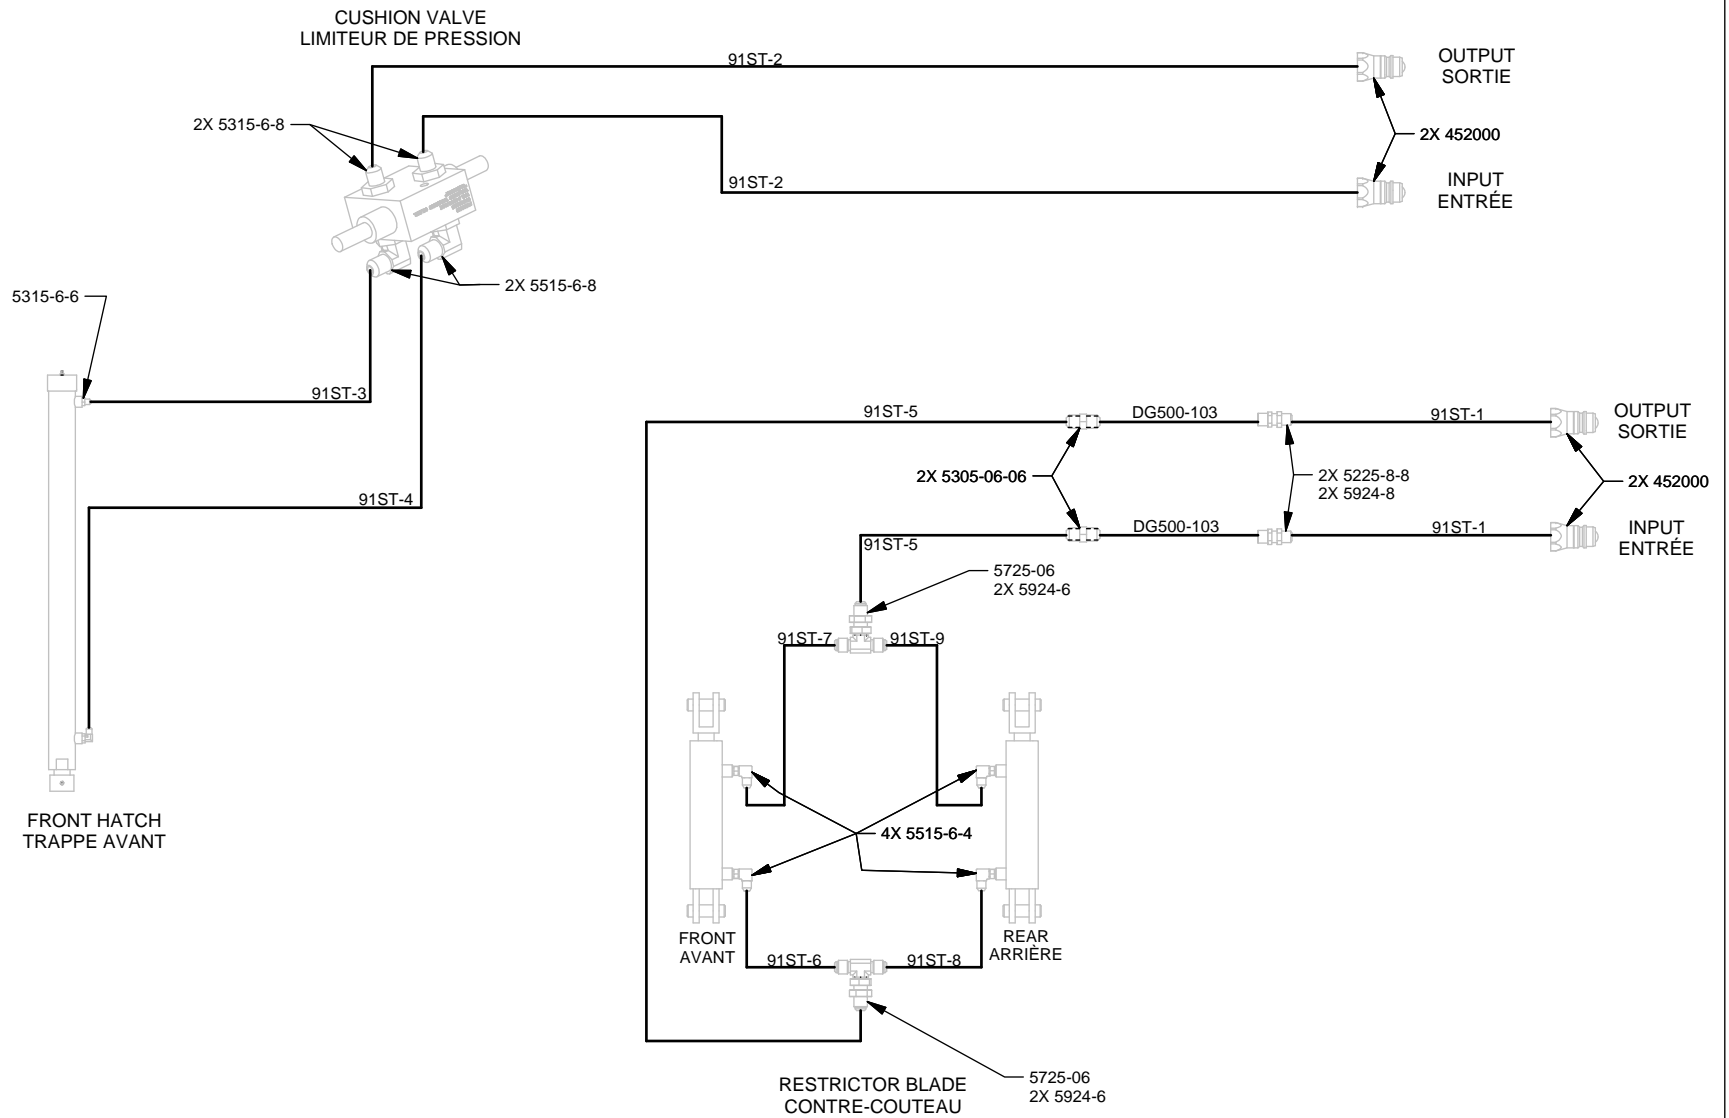 CUSHION VALVE
LIMITEUR DE PRESSION
91ST-2
OUTPUT
SORTIE
2X 5315-6-8
2X 452000
91ST-2
INPUT
ENTRÉE
2X 5515-6-8
5315-6-6
91ST-3
91ST-4
FRONT HATCH
TRAPPE AVANT
91ST-5
DG500-103
91ST-1
OUTPUT
SORTIE
2X 5305-06-06
2X 5225-8-8
2X 5924-8
2X 452000
91ST-5
DG500-103
91ST-1
INPUT
ENTRÉE
5725-06
2X 5924-6
91ST-7
91ST-9
4X 5515-6-4
FRONT
AVANT
REAR
ARRIÈRE
91ST-6
91ST-8
5725-06
2X 5924-6
RESTRICTOR BLADE
CONTRE-COUTEAU